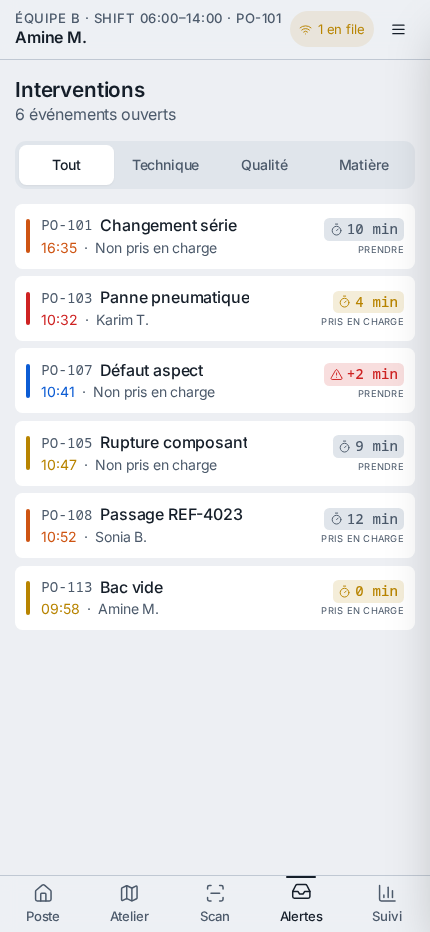 ÉQUIPE B · SHIFT 06:00–14:00 · PO-101
Amine M.
1 en file
Interventions
6 événements ouverts
Tout Technique Qualité Matière
PO-101 Changement série 10 min
16:35 · Non pris en charge PRENDRE
PO-103 Panne pneumatique 4 min
10:32 · Karim T. PRIS EN CHARGE
PO-107 Défaut aspect +2 min
10:41 · Non pris en charge PRENDRE
PO-105 Rupture composant 9 min
10:47 · Non pris en charge PRENDRE
PO-108 Passage REF-4023 12 min
10:52 · Sonia B. PRIS EN CHARGE
PO-113 Bac vide 0 min
09:58 · Amine M. PRIS EN CHARGE
Poste Atelier Scan Alertes Suivi